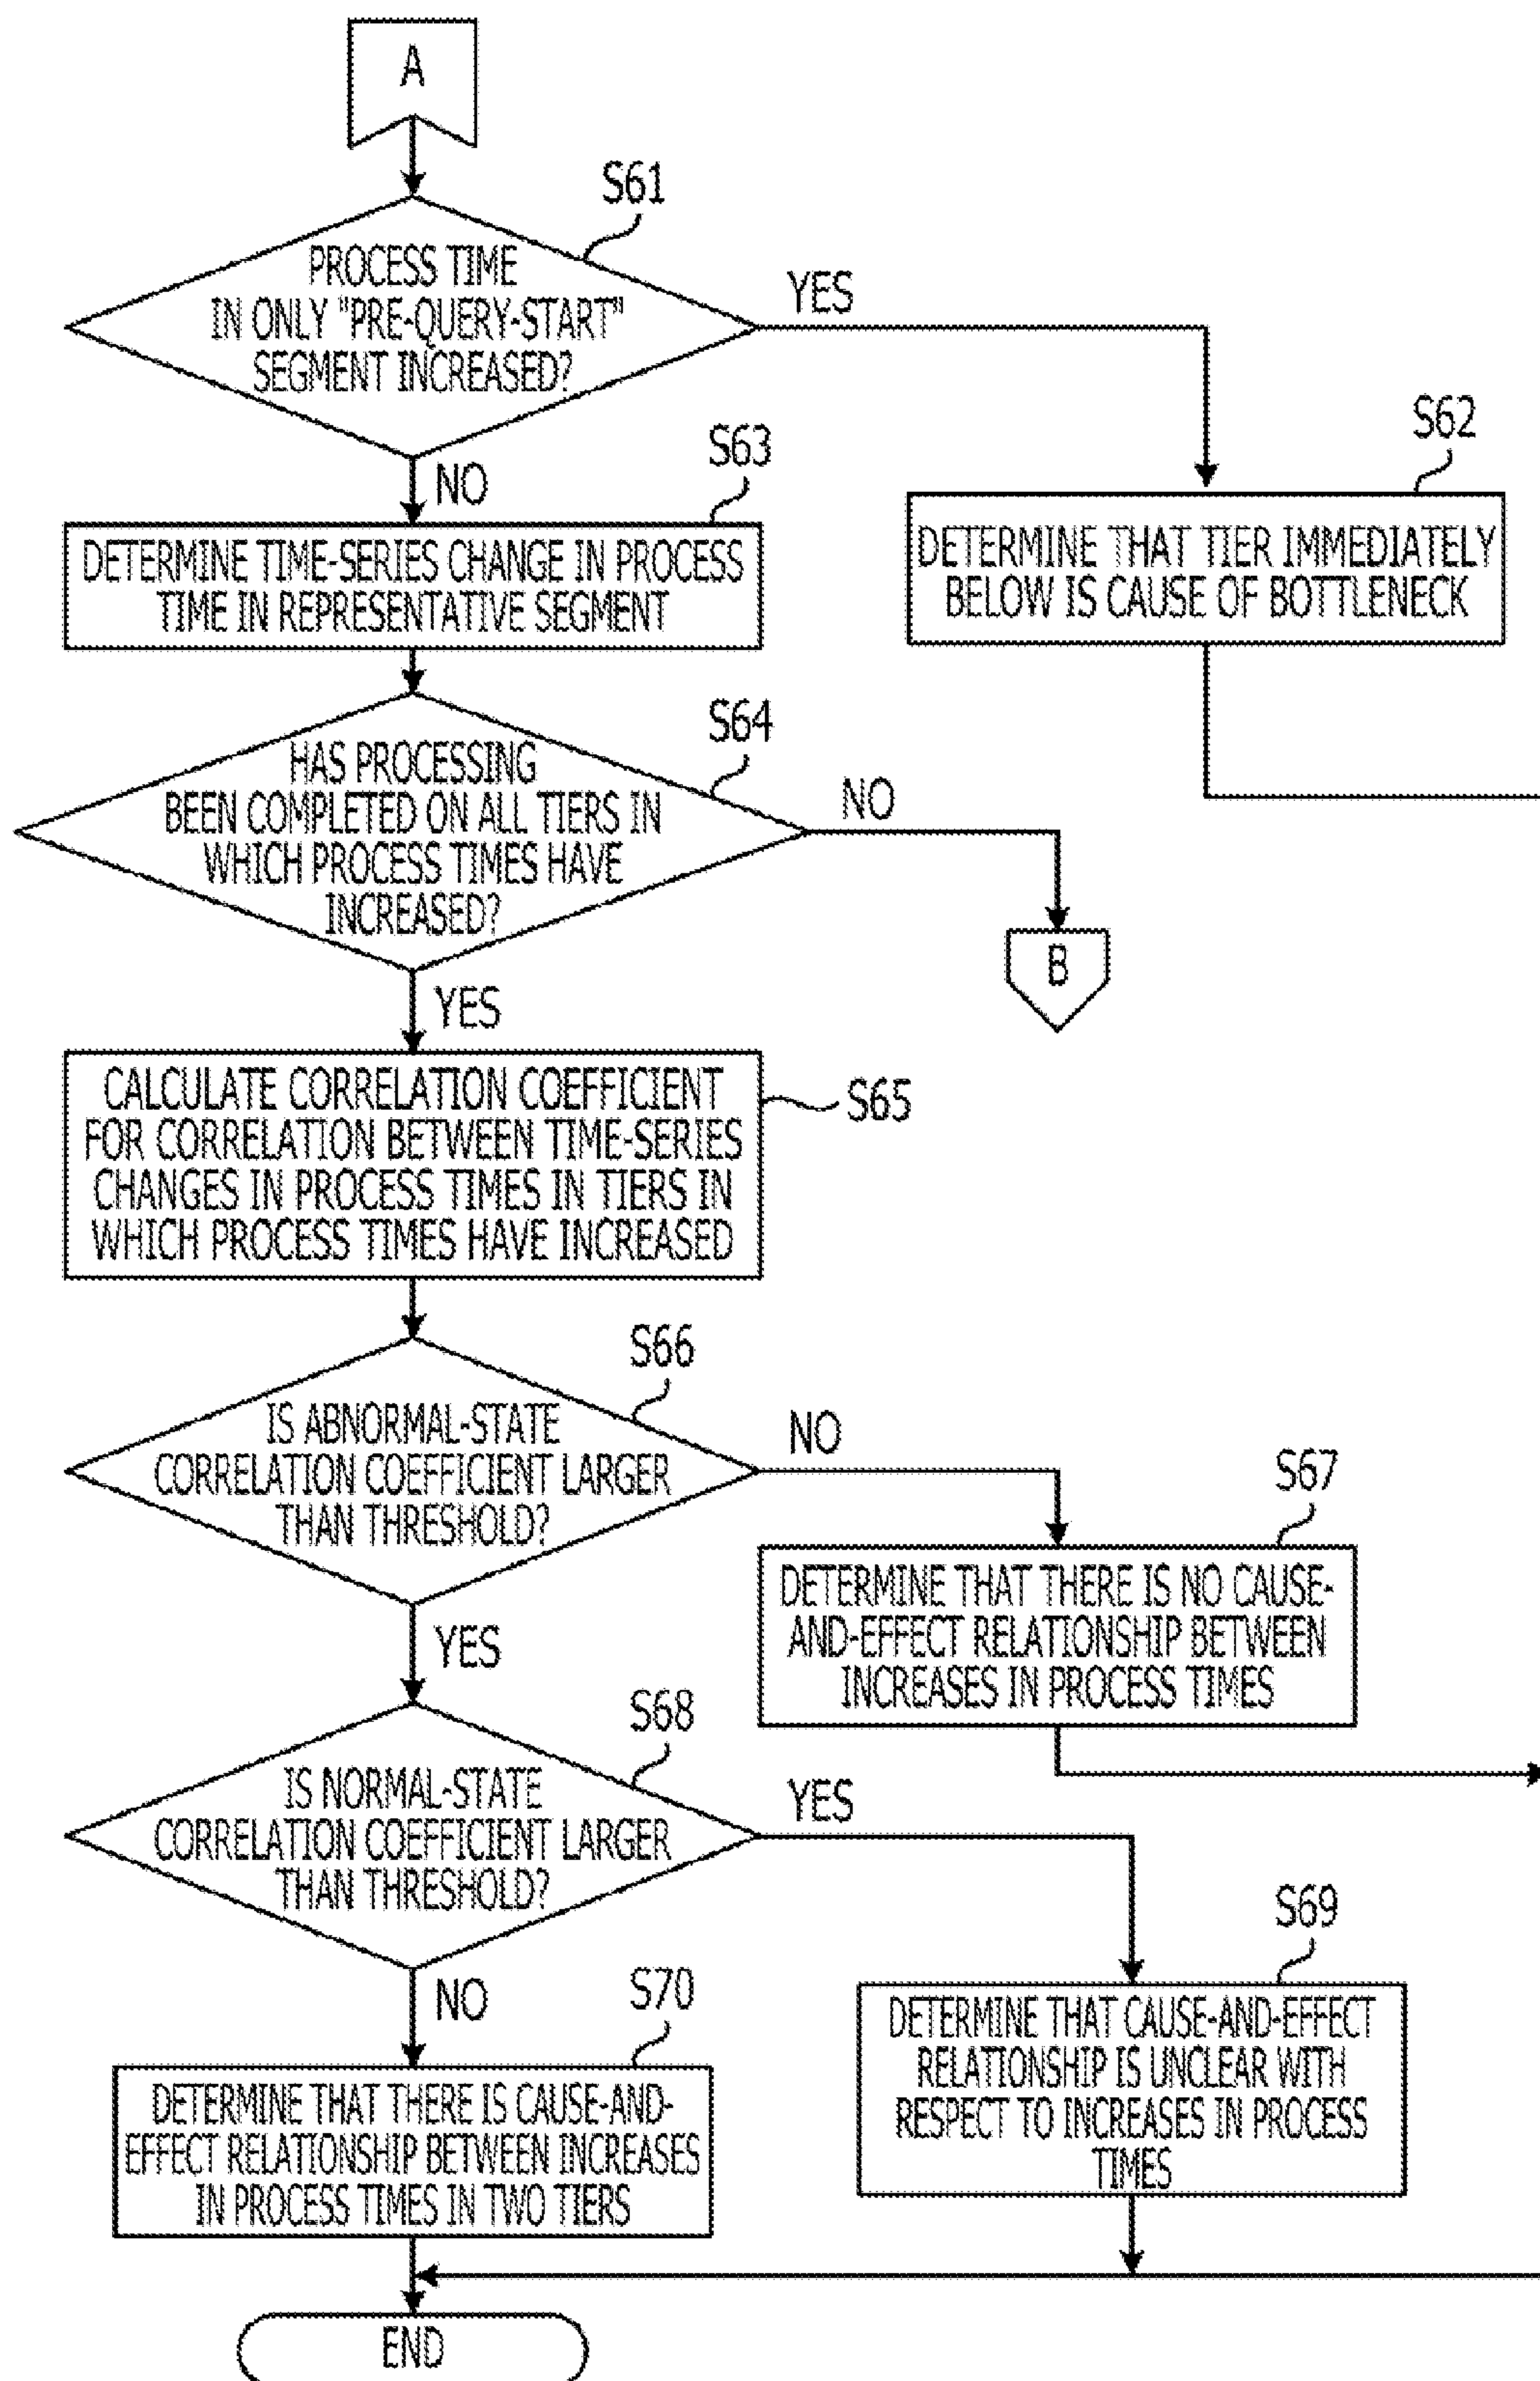 A
S61
PROCESS TIME
IN ONLY "PRE-QUERY-START"
SEGMENT INCREASED?
YES
NO
S62
DETERMINE THAT TIER IMMEDIATELY
BELOW IS CAUSE OF BOTTLENECK
S63
DETERMINE TIME-SERIES CHANGE IN PROCESS
TIME IN REPRESENTATIVE SEGMENT
S64
HAS PROCESSING
BEEN COMPLETED ON ALL TIERS IN
WHICH PROCESS TIMES HAVE
INCREASED?
NO
B
YES
CALCULATE CORRELATION COEFFICIENT
FOR CORRELATION BETWEEN TIME-SERIES
CHANGES IN PROCESS TIMES IN TIERS IN
WHICH PROCESS TIMES HAVE INCREASED
S65
S66
IS ABNORMAL-STATE
CORRELATION COEFFICIENT LARGER
THAN THRESHOLD?
NO
S67
DETERMINE THAT THERE IS NO CAUSE-
AND-EFFECT RELATIONSHIP BETWEEN
INCREASES IN PROCESS TIMES
YES
S68
IS NORMAL-STATE
CORRELATION COEFFICIENT LARGER
THAN THRESHOLD?
YES
S69
DETERMINE THAT CAUSE-AND-EFFECT
RELATIONSHIP IS UNCLEAR WITH
RESPECT TO INCREASES IN PROCESS
TIMES
NO
S70
DETERMINE THAT THERE IS CAUSE-AND-
EFFECT RELATIONSHIP BETWEEN INCREASES
IN PROCESS TIMES IN TWO TIERS
END